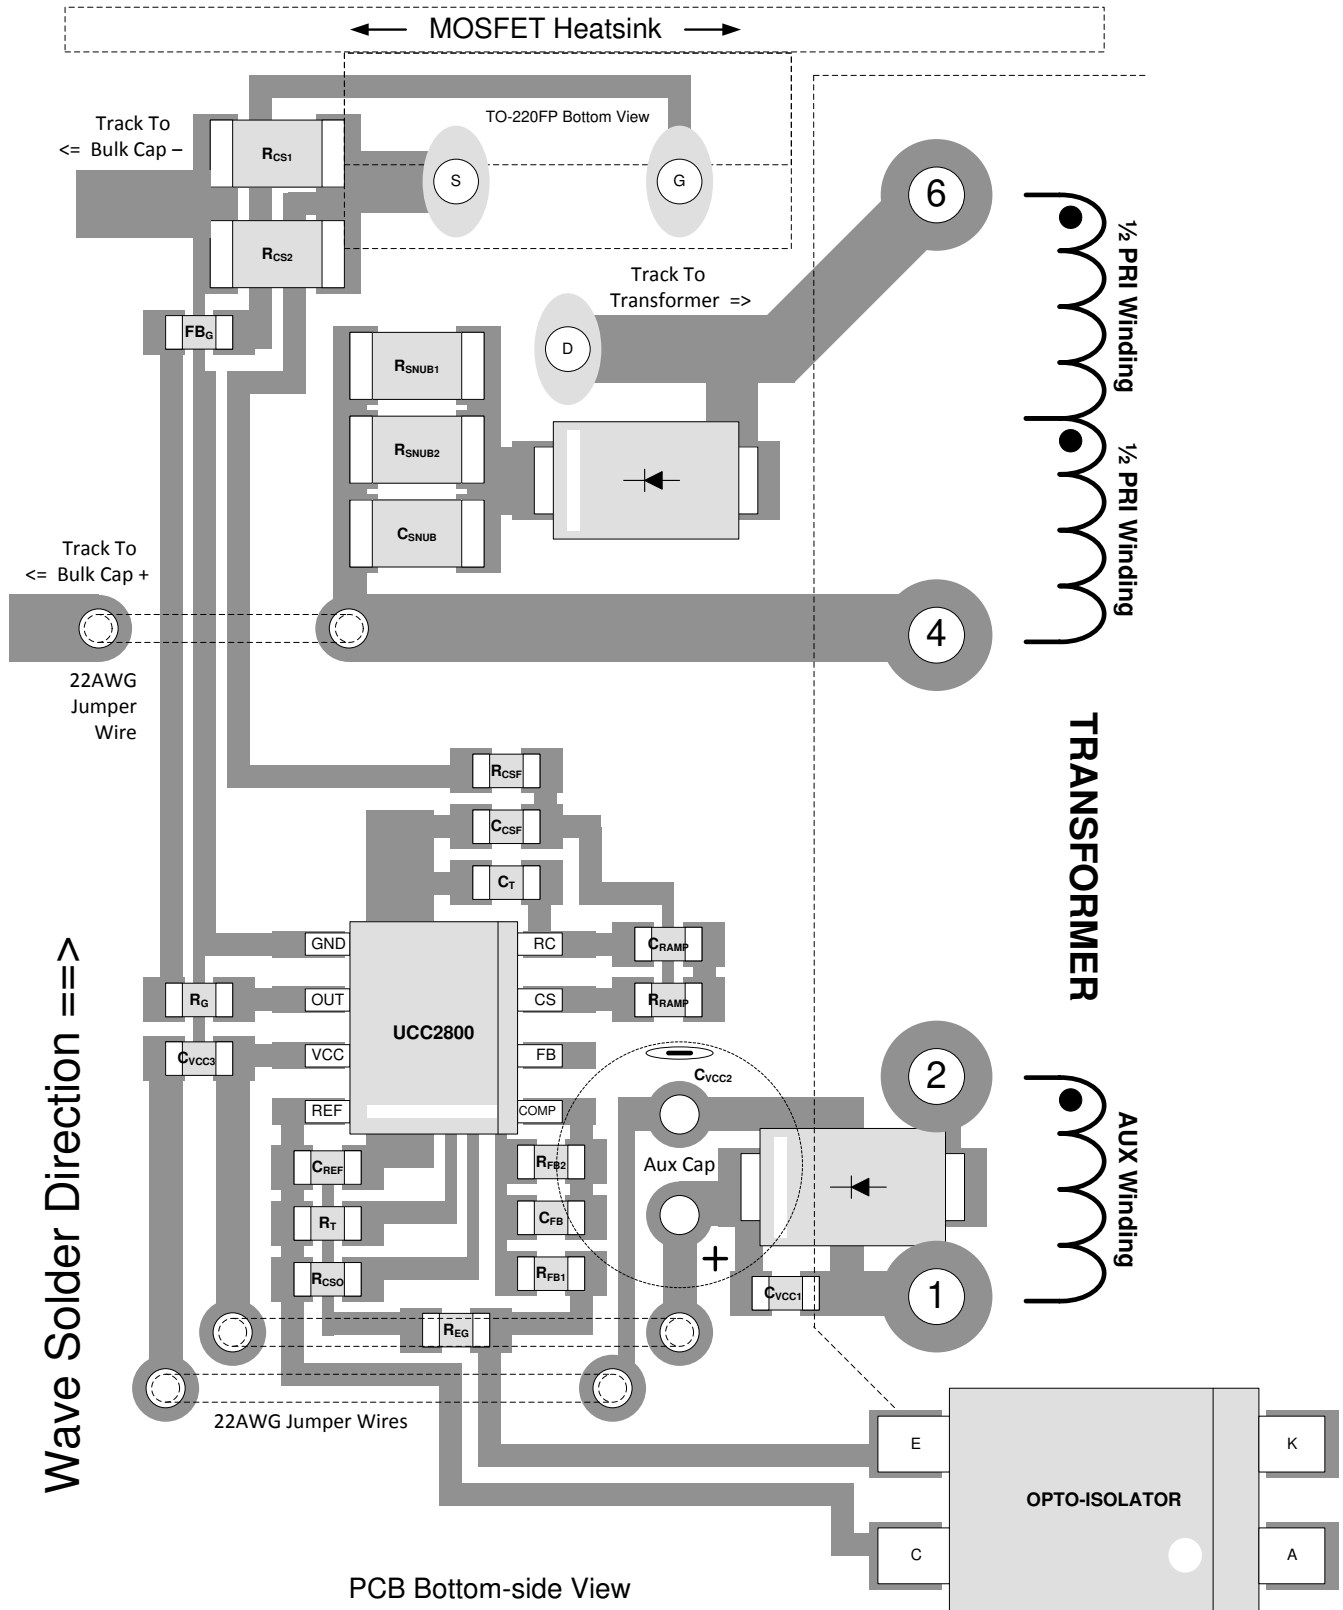 MOSFET Heatsink
Track To
<= Bulk Cap –
RCS1
TO-220FP Bottom View
S
G
6
½ PRI Winding
RCS2
Track To
Transformer =>
FBG
D
RSNUB1
RSNUB2
½ PRI Winding
CSNUB
Track To
<= Bulk Cap +
4
22AWG
Jumper
Wire
TRANSFORMER
RCSF
CCSF
CT
Wave Solder Direction ==>
GND
RC
CRAMP
RG
OUT
CS
RRAMP
UCC2800
CVCC3
VCC
FB
–
CVCC2
2
REF
COMP
AUX Winding
CREF
RFB2
Aux Cap
RT
CFB
+
RCSO
RFB1
CVCC1
1
REG
22AWG Jumper Wires
E
K
OPTO-ISOLATOR
C
A
PCB Bottom-side View